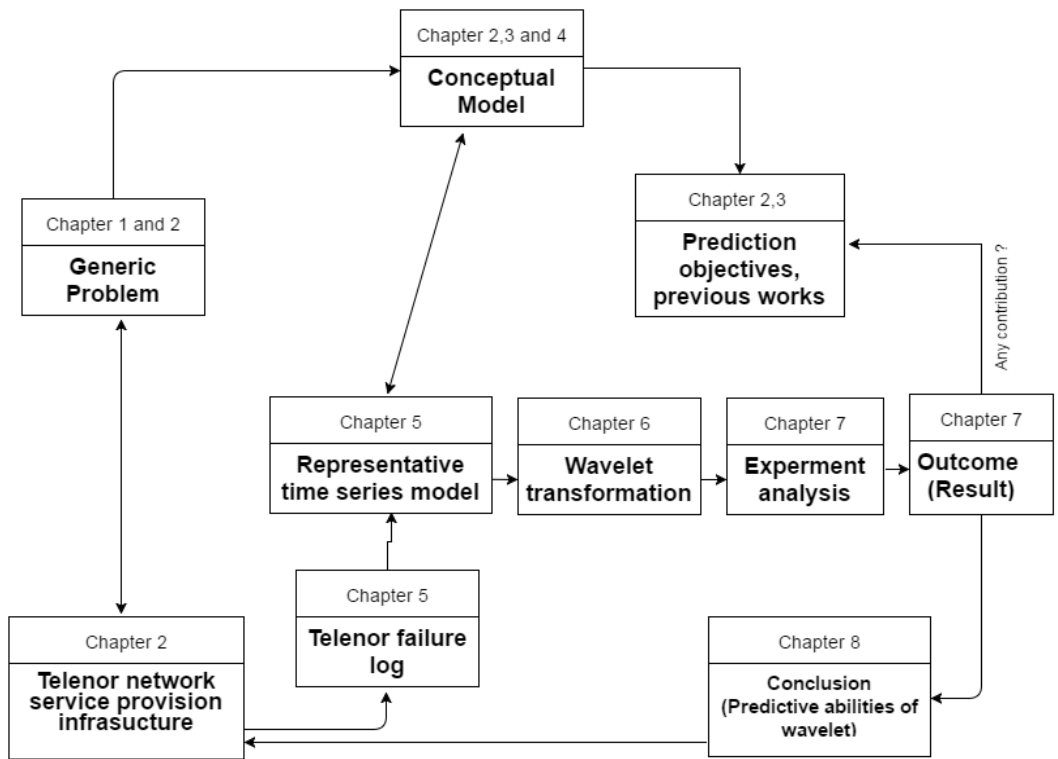 Chapter 2,3 and 4
Conceptual
Model
Chapter 1 and 2
Generic
Problem
Chapter 2,3
Prediction
objectives,
previous works
Any contribution ?
Chapter 5
Representative
time series model
Chapter 6
Wavelet
transformation
Chapter 7
Experment
analysis
Chapter 7
Outcome
(Result)
Chapter 5
Telenor failure
log
Chapter 2
Telenor network
service provision
infrasucture
Chapter 8
Conclusion
(Predictive abilities of
wavelet)